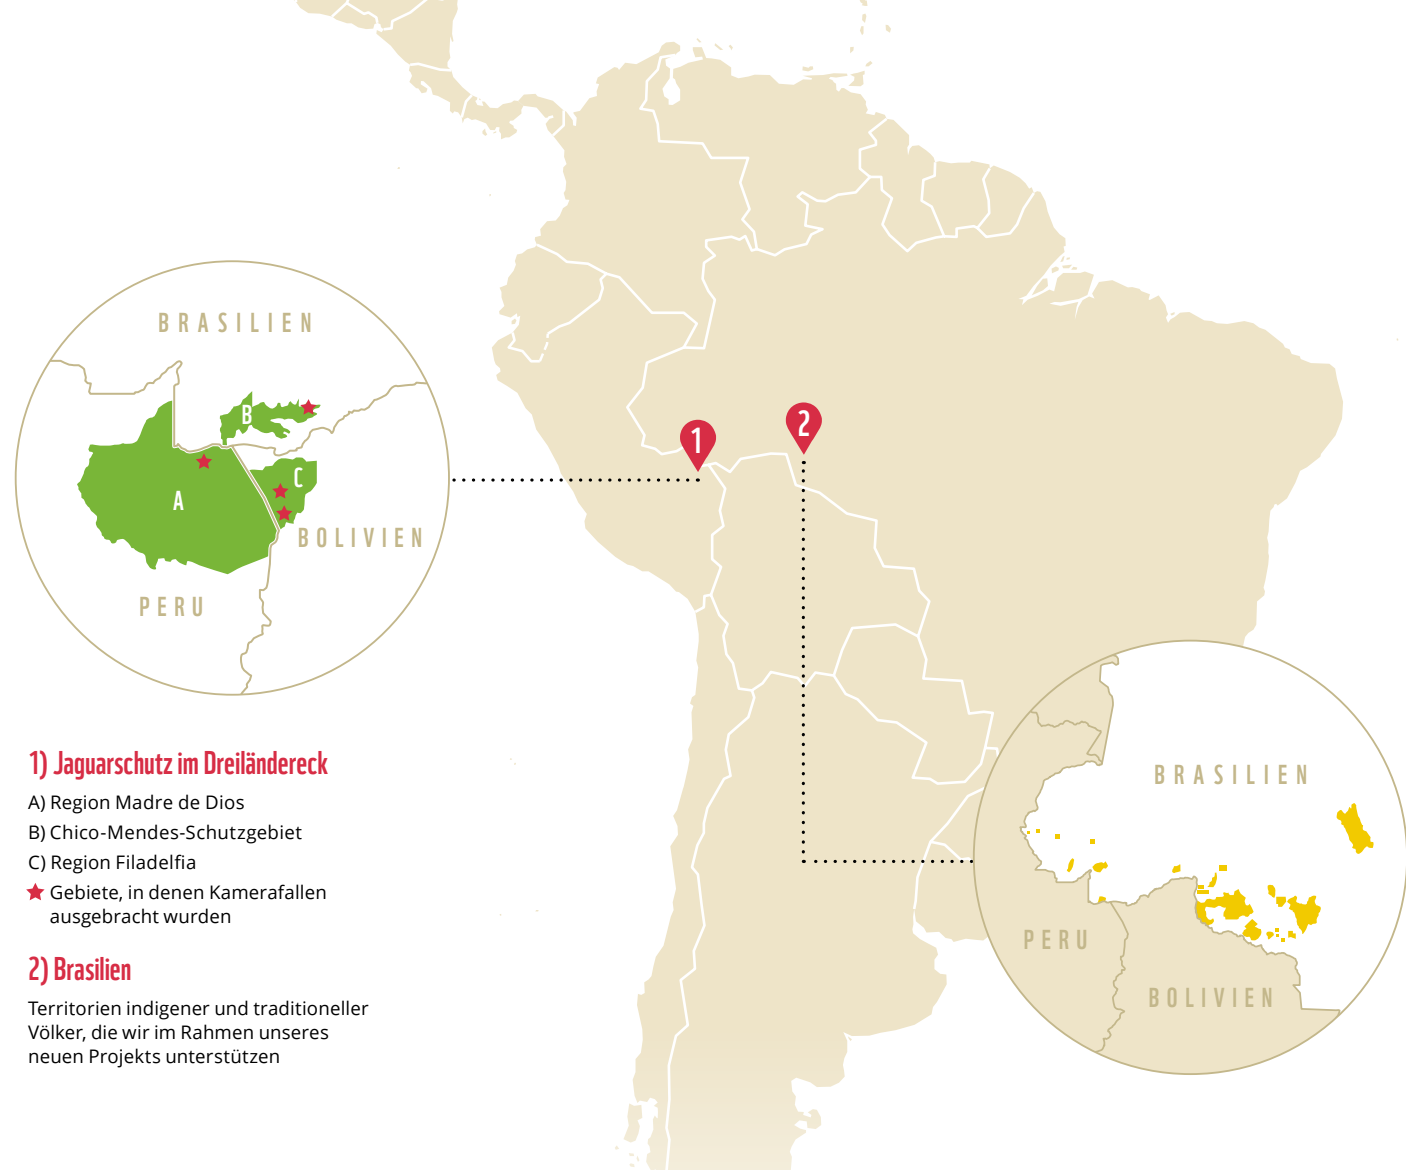 BRASILIEN
B
A
C
BOLIVIEN
PERU
1
2
1) Jaguarschutz im Dreiländereck
A) Region Madre de Dios
B) Chico-Mendes-Schutzgebiet
C) Region Filadelfia
Gebiete, in denen Kamerafallen
ausgebracht wurden
2) Brasilien
Territorien indigener und traditioneller
Völker, die wir im Rahmen unseres
neuen Projekts unterstützen
BRASILIEN
PERU
BOLIVIEN